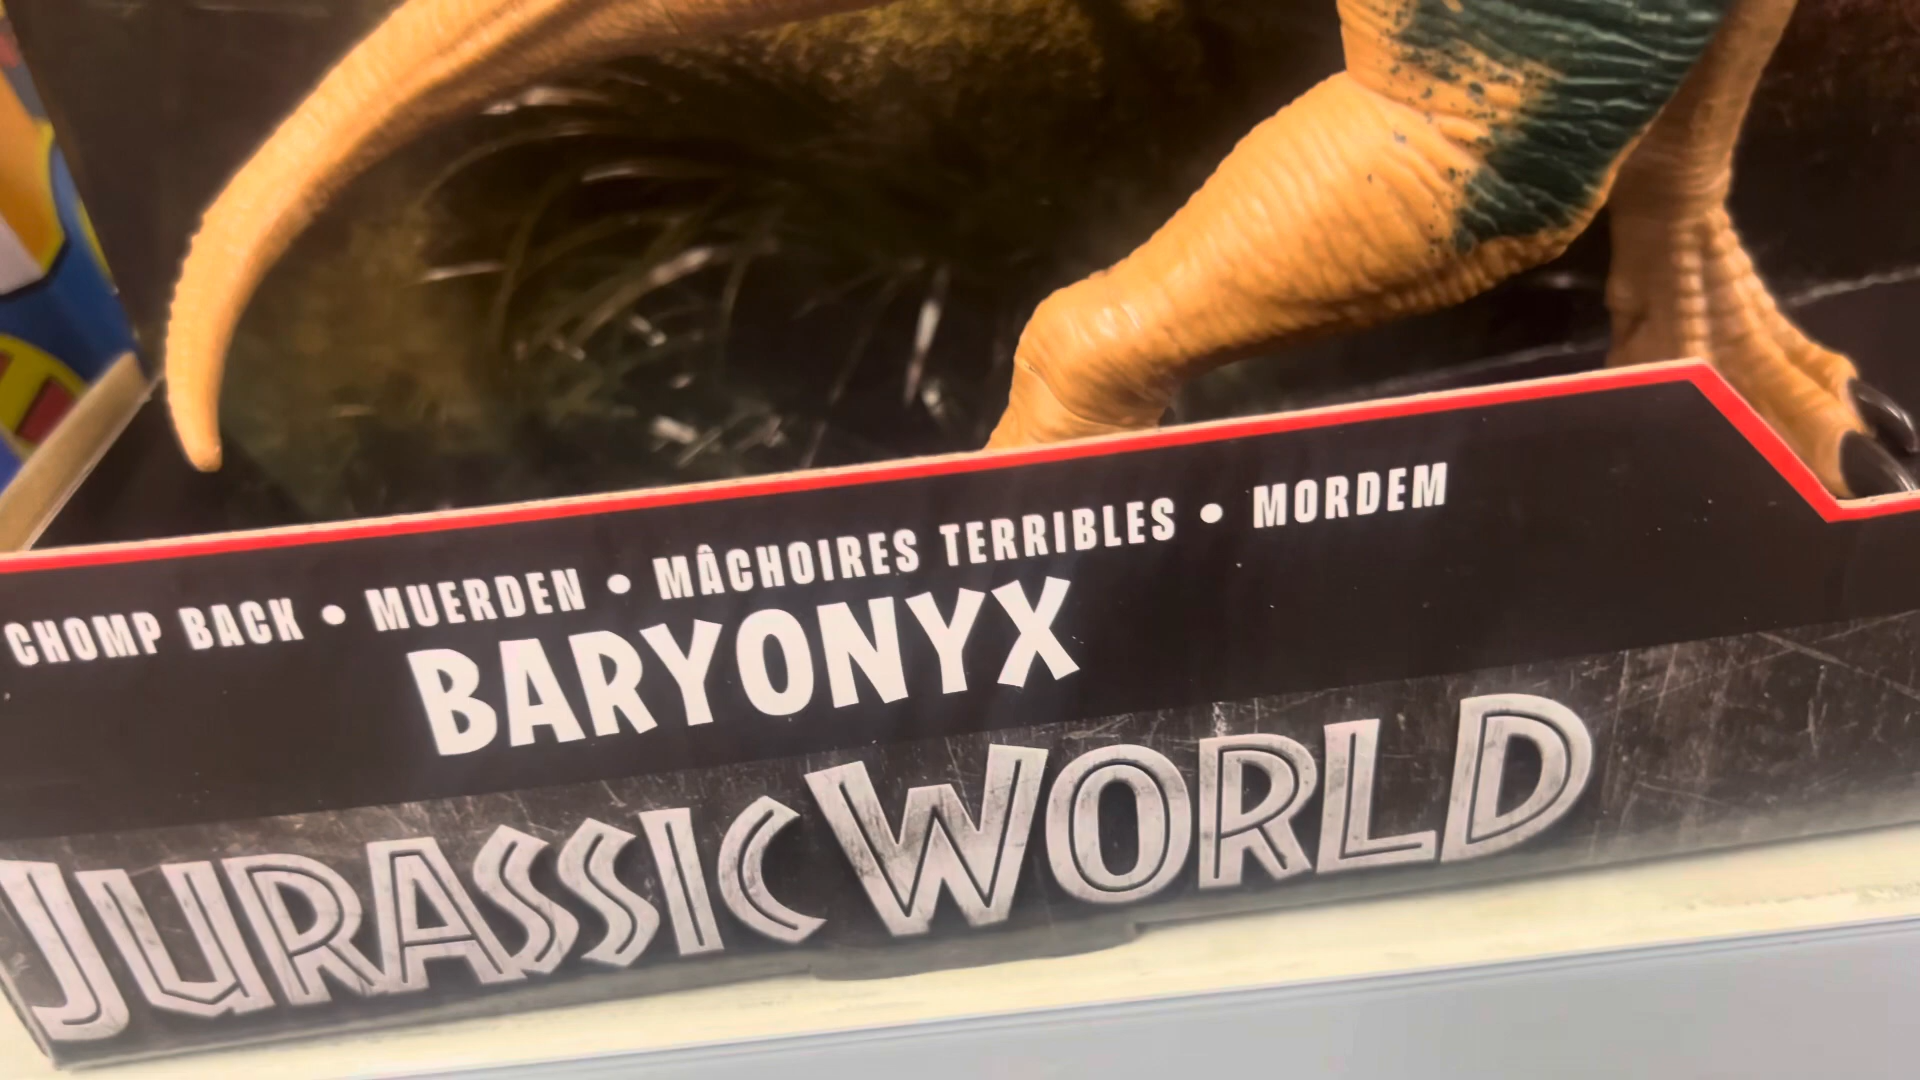 CHOMP BACK • MUERDEN • MÂCHOIRES TERRIBLES • MORDEM
BARYONYX
JURASSIC WORLD